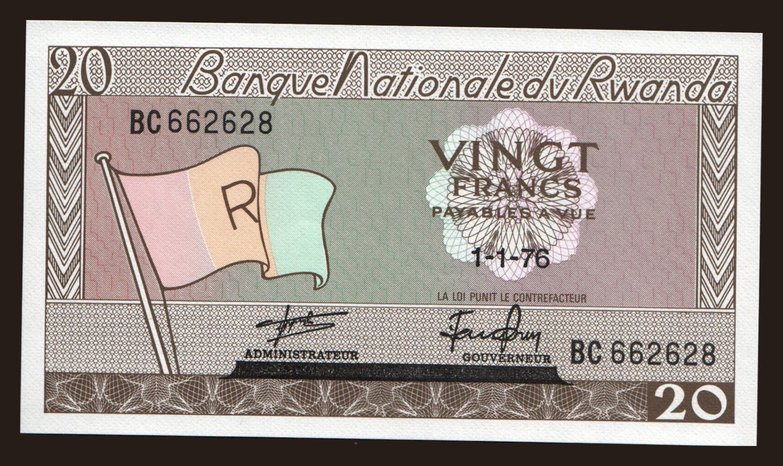 20 Banque Nationale du Rwanda
BC 662628
R
VINGT
FRANCS
PAYABLES A VUE
1-1-76
LA LOI PUNIT LE CONTREFACTEUR
ADMINISTRATEUR GOUVERNEUR
BC 662628
20